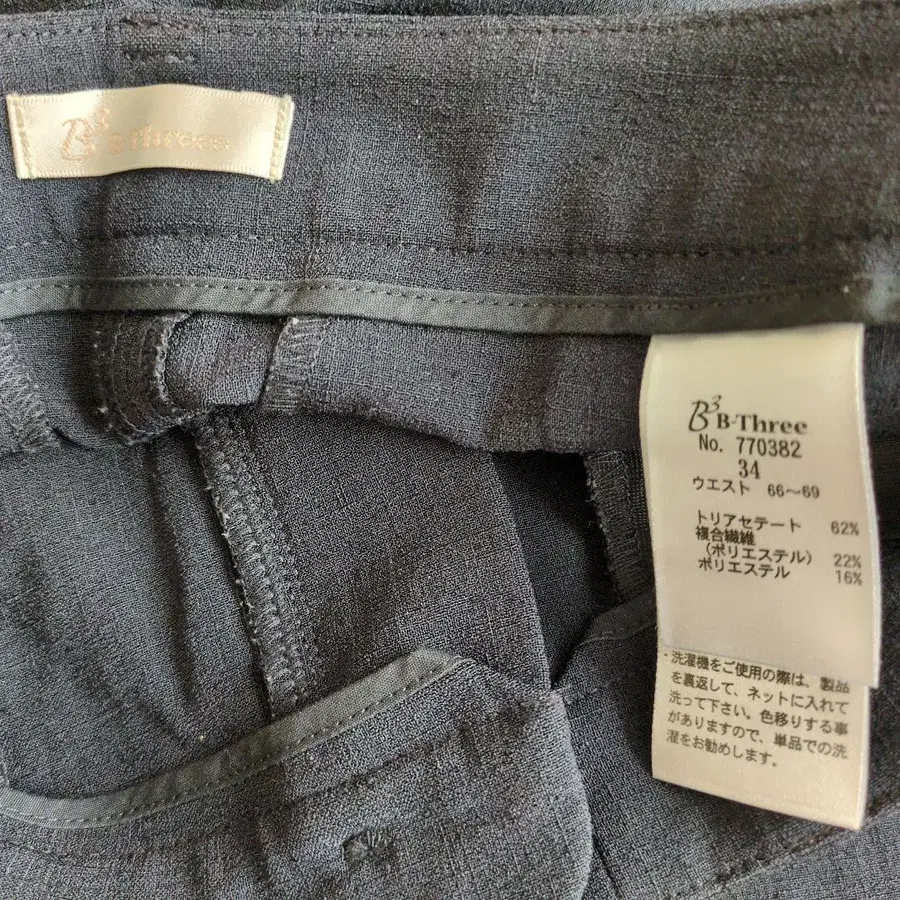 B³ B-Three
B³ B-Three
No. 770382
34
ウエスト 66～69
トリアセテート 62%
複合繊維
（ポリエステル） 22%
ポリエステル 16%
・洗濯機をご使用の際は、製品
を裏返して、ネットに入れて
洗って下さい。色移りする事
がありますので、単品での洗
濯をお勧めします。